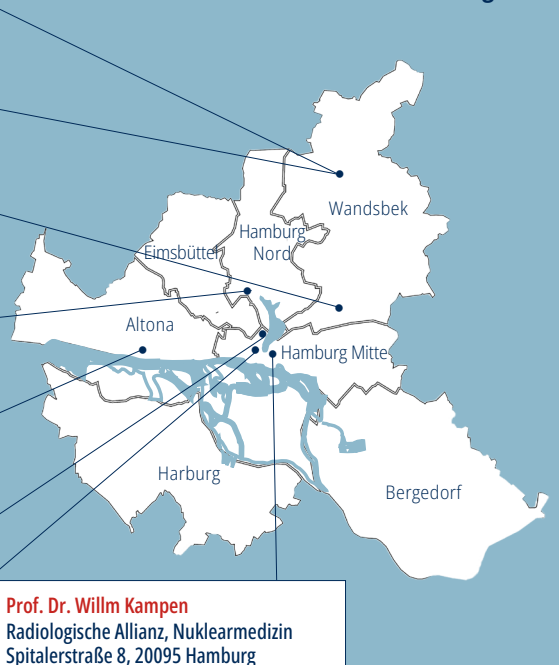 Wandsbek
Hamburg
Nord
Eimsbüttel
Altona
Hamburg Mitte
Harburg
Bergedorf
Prof. Dr. Willm Kampen
Radiologische Allianz, Nuklearmedizin
Spitalerstraße 8, 20095 Hamburg